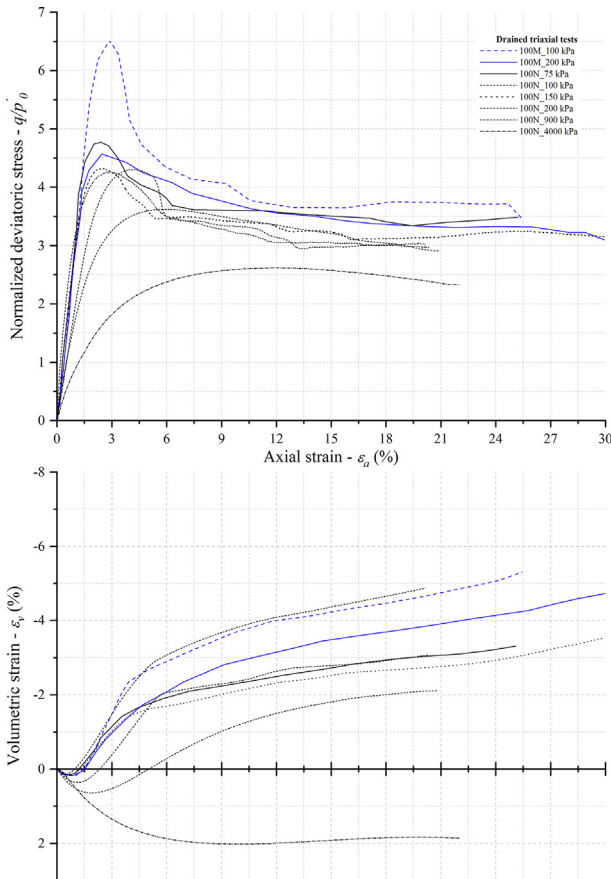 7
6
5
4
3
2
1
0
Normalized deviatoric stress - q/p'0
Drained triaxial tests
100M_100 kPa
100M_200 kPa
100N_75 kPa
100N_100 kPa
100N_150 kPa
100N_200 kPa
100N_900 kPa
100N_4000 kPa
0 3 6 9 12 15 18 21 24 27 30
Axial strain - εa (%)
-8
-6
-4
-2
0
2
Volumetric strain - εv (%)